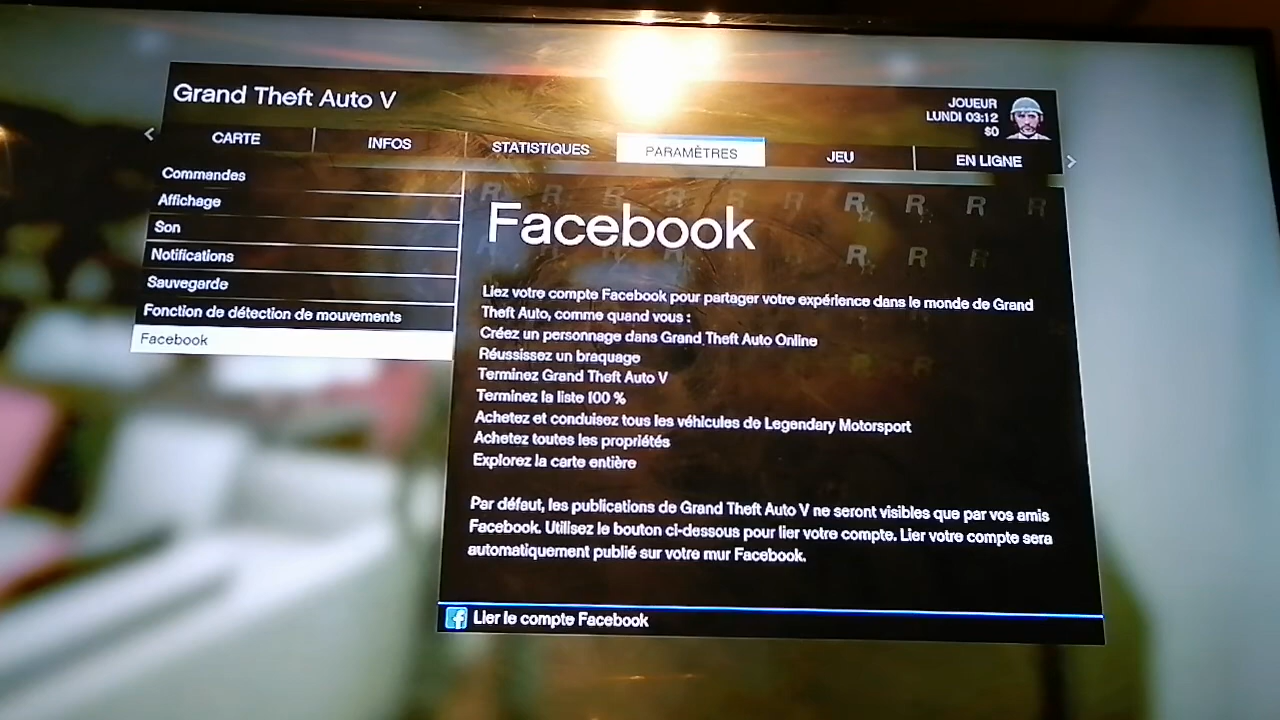 Grand Theft Auto V
JOUEUR
LUNDI 03:12
$0
CARTE
INFOS
STATISTIQUES
PARAMÈTRES
JEU
EN LIGNE
Commandes
Affichage
Son
Notifications
Sauvegarde
Fonction de détection de mouvements
Facebook
Facebook
Liez votre compte Facebook pour partager votre expérience dans le monde de Grand
Theft Auto, comme quand vous :
Créez un personnage dans Grand Theft Auto Online
Réussissez un braquage
Terminez Grand Theft Auto V
Terminez la liste 100 %
Achetez et conduisez tous les véhicules de Legendary Motorsport
Achetez toutes les propriétés
Explorez la carte entière
Par défaut, les publications de Grand Theft Auto V ne seront visibles que par vos amis
Facebook. Utilisez le bouton ci-dessous pour lier votre compte. Lier votre compte sera
automatiquement publié sur votre mur Facebook.
Lier le compte Facebook